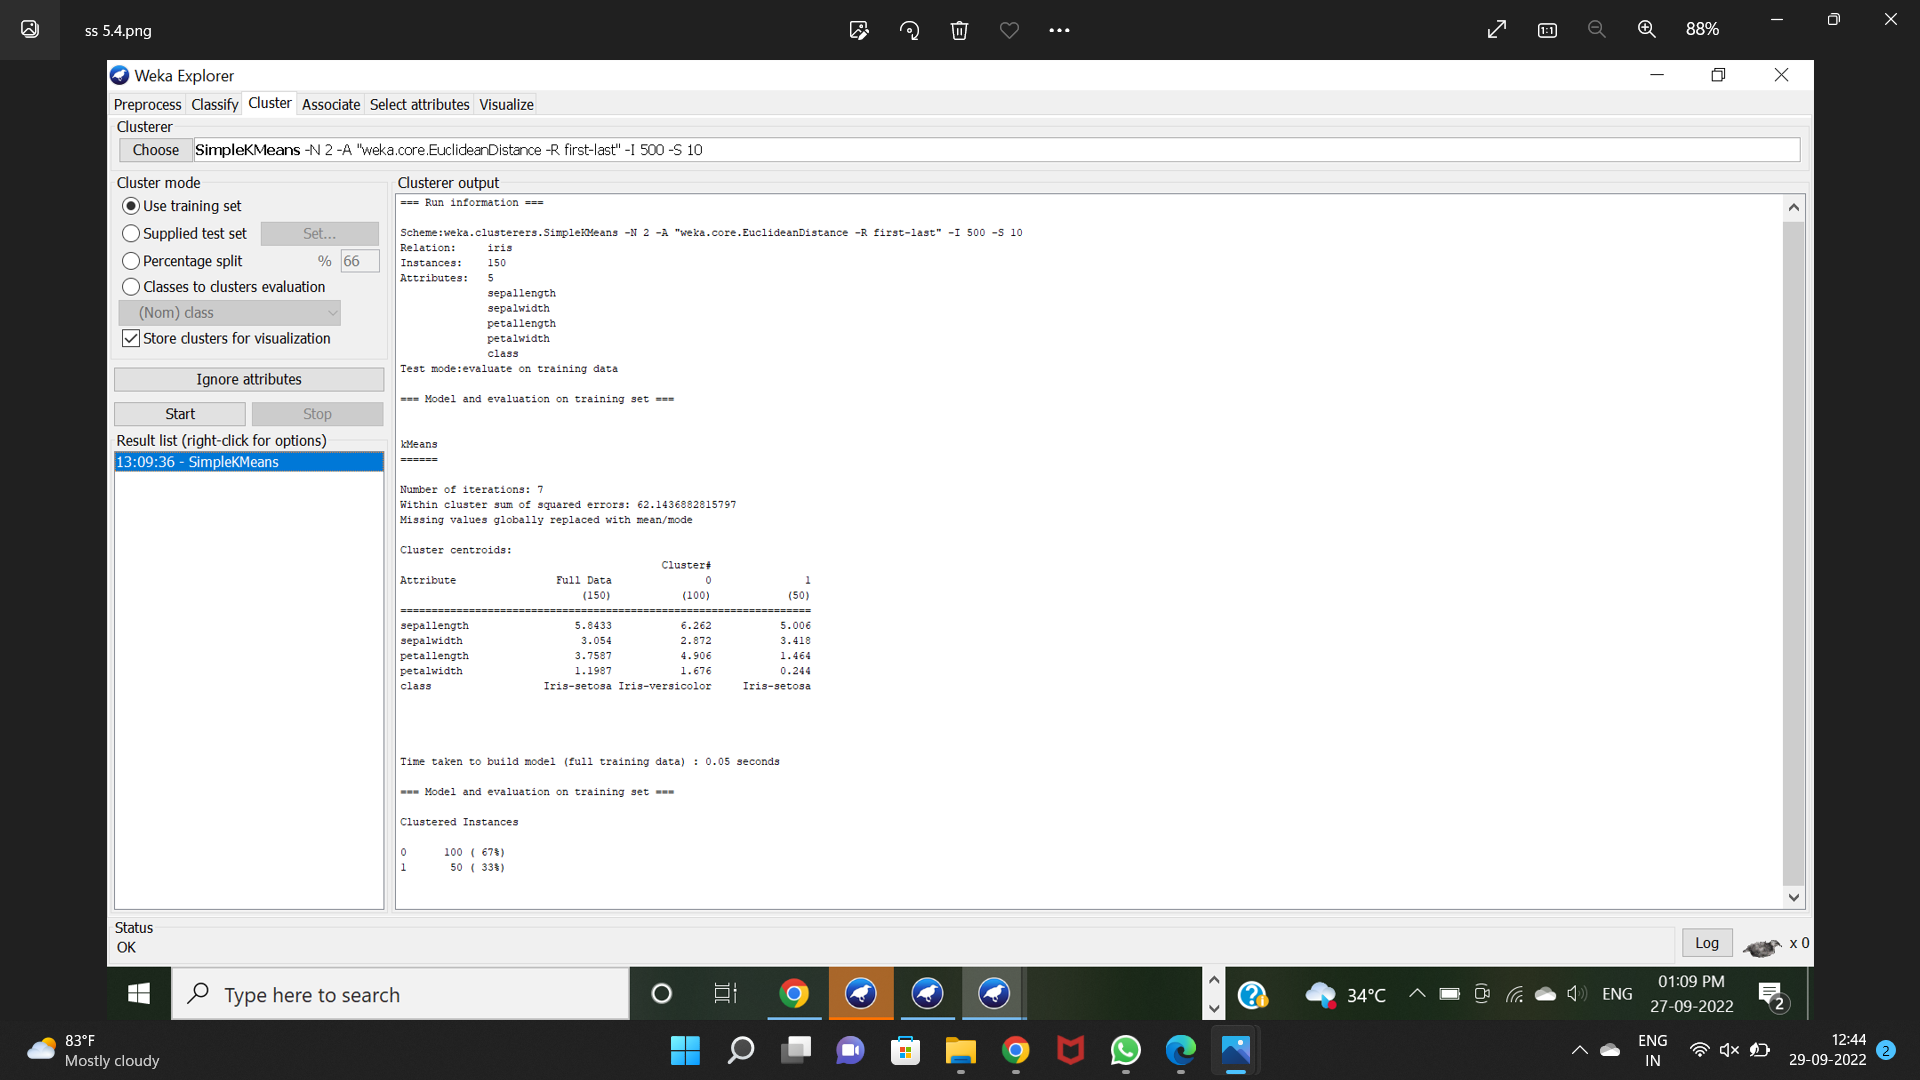 ss 5.4.png
88%
Weka Explorer
Preprocess Classify Cluster Associate Select attributes Visualize
Clusterer
Choose SimpleKMeans -N 2 -A "weka.core.EuclideanDistance -R first-last" -I 500 -S 10
Cluster mode
Use training set
Supplied test set Set...
Percentage split % 66
Classes to clusters evaluation
(Nom) class
Store clusters for visualization
Ignore attributes
Start Stop
Result list (right-click for options)
13:09:36 - SimpleKMeans
Clusterer output
=== Run information ===
Scheme:weka.clusterers.SimpleKMeans -N 2 -A "weka.core.EuclideanDistance -R first-last" -I 500 -S 10
Relation: iris
Instances: 150
Attributes: 5
sepallength
sepalwidth
petallength
petalwidth
class
Test mode:evaluate on training data
=== Model and evaluation on training set ===
kMeans
======
Number of iterations: 7
Within cluster sum of squared errors: 62.1436882815797
Missing values globally replaced with mean/mode
Cluster centroids:
Cluster#
Attribute Full Data 0 1
(150) (100) (50)
==================================================================
sepallength 5.8433 6.262 5.006
sepalwidth 3.054 2.872 3.418
petallength 3.7587 4.906 1.464
petalwidth 1.1987 1.676 0.244
class Iris-setosa Iris-versicolor Iris-setosa
Time taken to build model (full training data) : 0.05 seconds
=== Model and evaluation on training set ===
Clustered Instances
0 100 ( 67%)
1 50 ( 33%)
Status
OK
Log x 0
Type here to search
34°C
ENG
01:09 PM
27-09-2022
2
83°F
Mostly cloudy
ENG
IN
12:44
29-09-2022
2